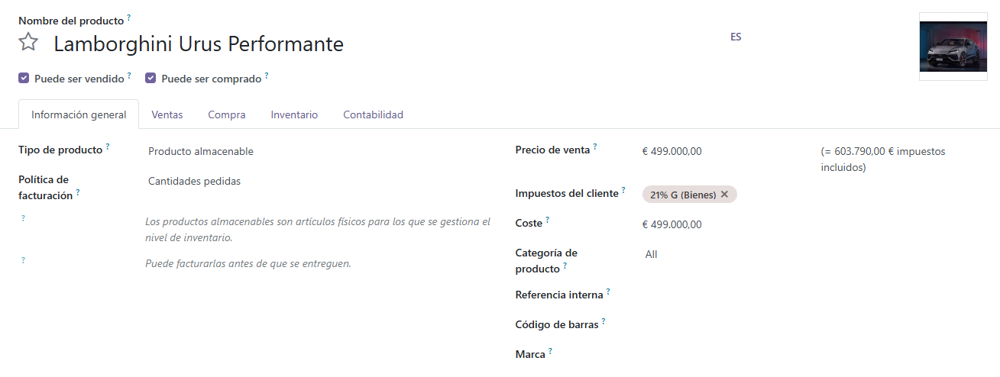 Nombre del producto ?
Lamborghini Urus Performante
ES
Puede ser vendido ? Puede ser comprado ?
Información general Ventas Compra Inventario Contabilidad
Tipo de producto ? Producto almacenable
Política de
facturación ? Cantidades pedidas
? Los productos almacenables son artículos físicos para los que se gestiona el
nivel de inventario.
? Puede facturarlas antes de que se entreguen.
Precio de venta ? € 499.000,00 (= 603.790,00 € impuestos
incluidos)
Impuestos del cliente ? 21% G (Bienes) ×
Coste ? € 499.000,00
Categoría de
producto ? All
Referencia interna ?
Código de barras ?
Marca ?